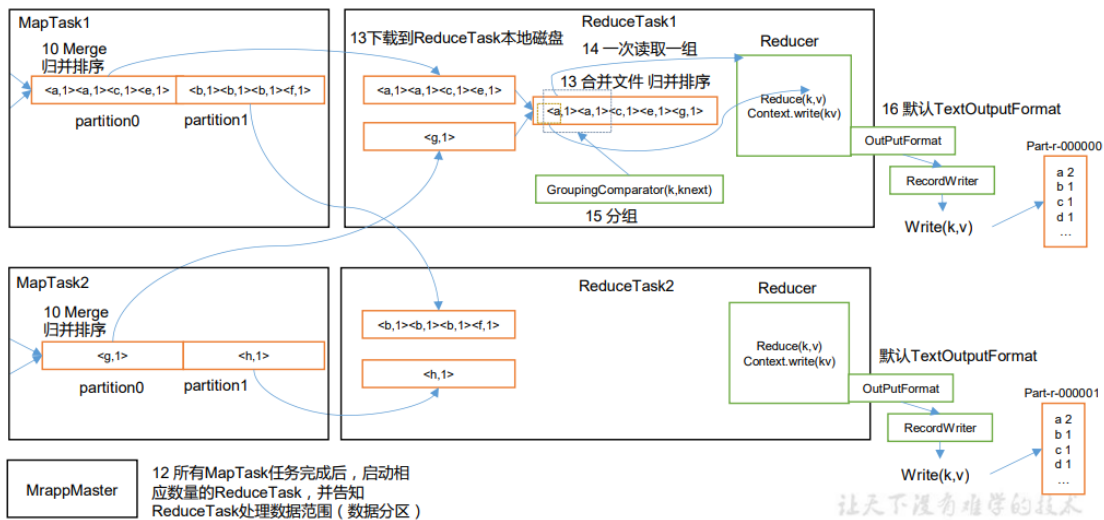 MapTask1
10 Merge
归并排序
<a,1><a,1><c,1><e,1>
<b,1><b,1><b,1><f,1>
partition0
partition1
ReduceTask1
13下载到ReduceTask本地磁盘
14 一次读取一组
Reducer
<a,1><a,1><c,1><e,1>
13 合并文件 归并排序
<a,1><a,1><c,1><e,1><g,1>
<g,1>
GroupingComparator(k,knext)
15 分组
Reduce(k,v)
Context.write(kv)
16 默认TextOutputFormat
OutPutFormat
RecordWriter
Write(k,v)
Part-r-000000
a 2
b 1
c 1
d 1
...
MapTask2
10 Merge
归并排序
<g,1>
<h,1>
partition0
partition1
ReduceTask2
Reducer
<b,1><b,1><b,1><f,1>
<h,1>
Reduce(k,v)
Context.write(kv)
默认TextOutputFormat
OutPutFormat
RecordWriter
Write(k,v)
Part-r-000001
a 2
b 1
c 1
d 1
...
MrappMaster
12 所有MapTask任务完成后，启动相
应数量的ReduceTask，并告知
ReduceTask处理数据范围（数据分区）
让天下没有难学的技术